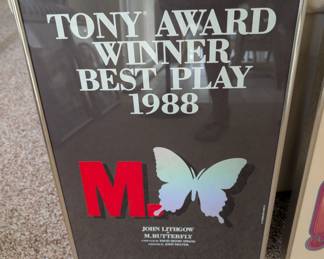 TONY AWARD
WINNER
BEST PLAY
1988
M.
JOHN LITHGOW
M. BUTTERFLY